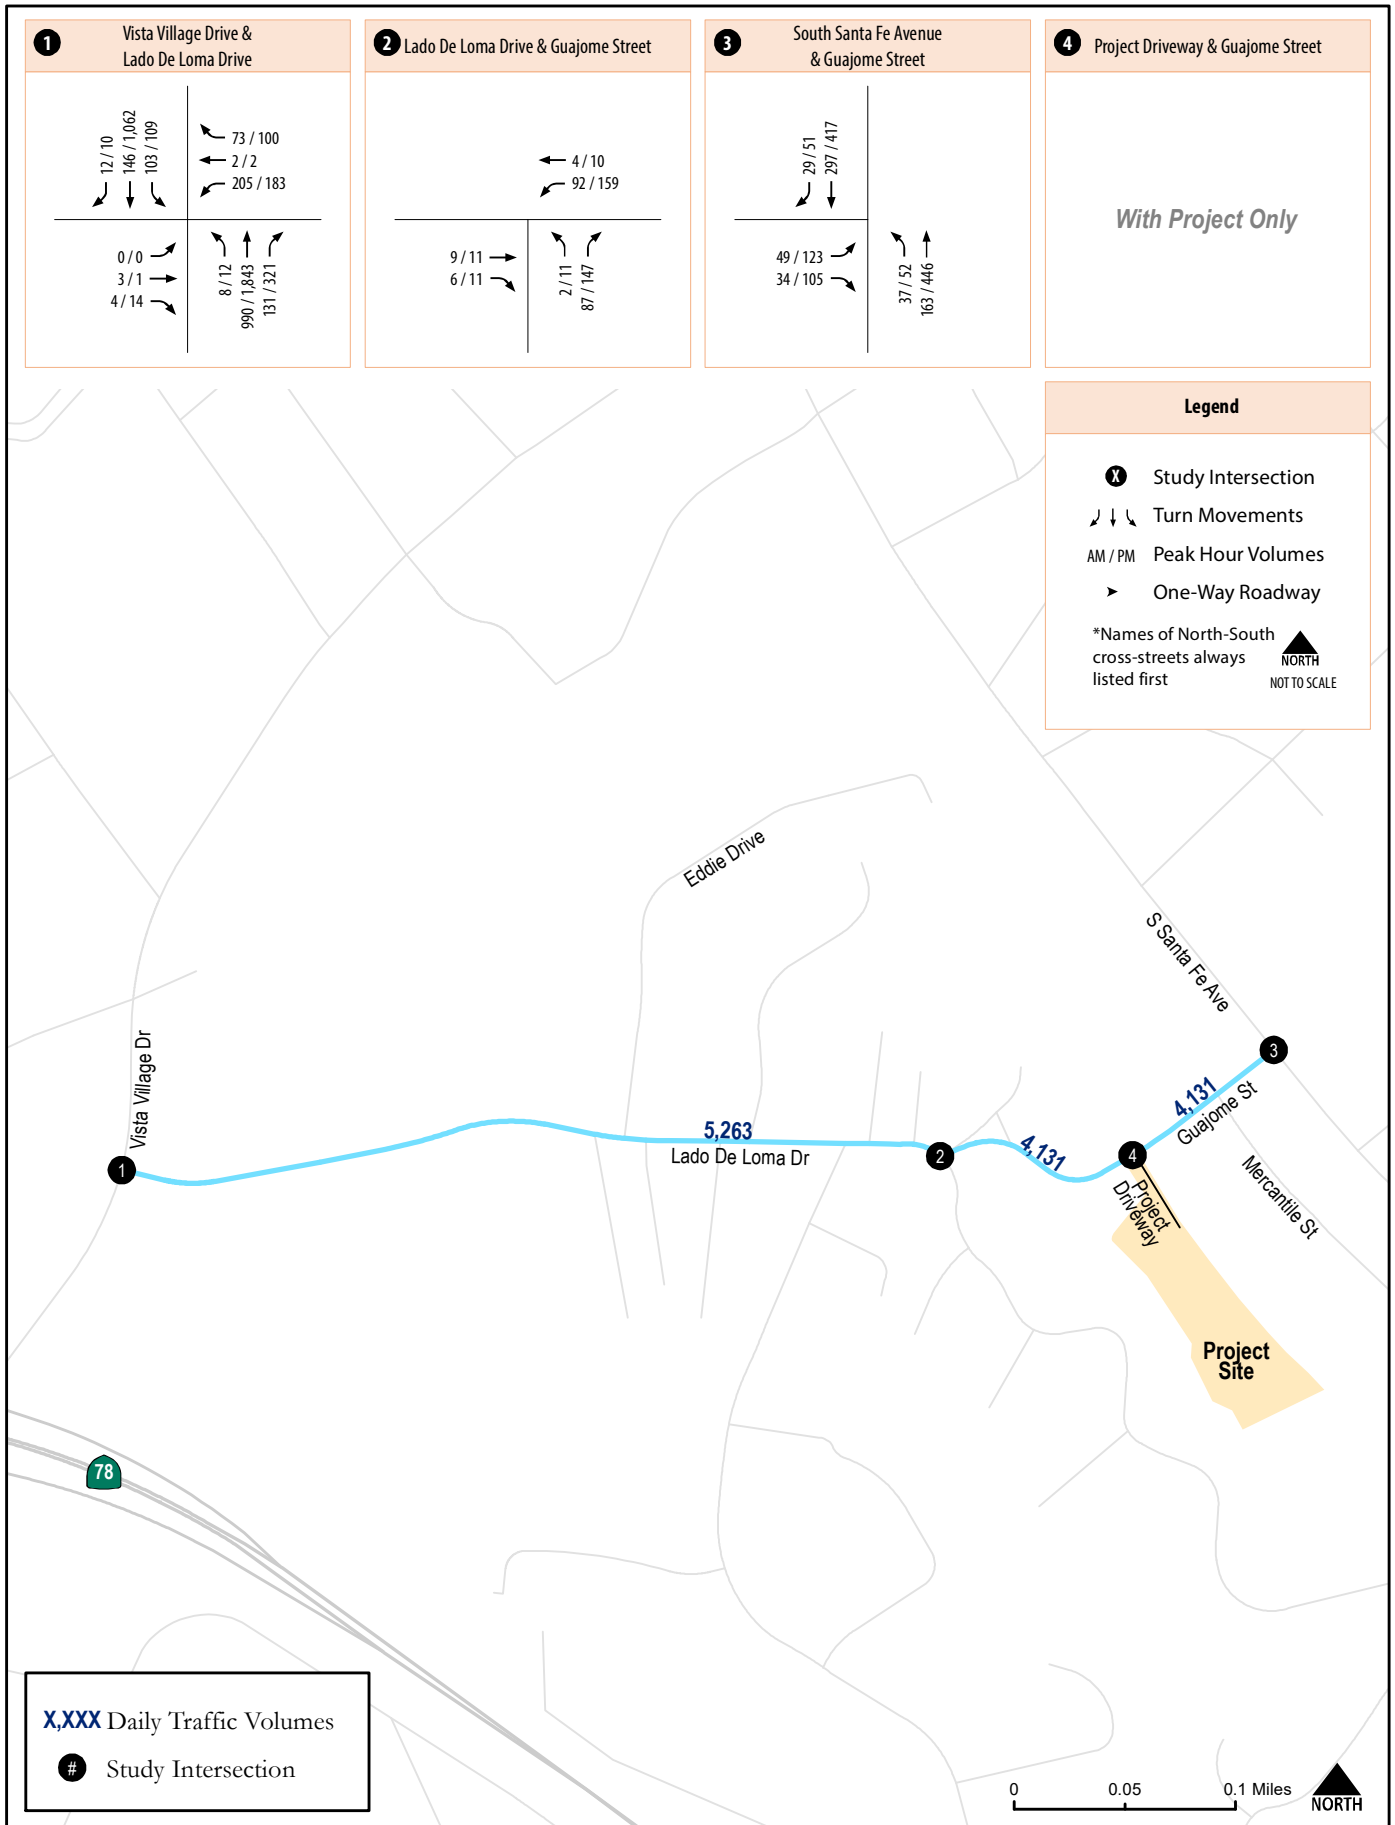 1
Vista Village Drive &
Lado De Loma Drive
12 / 10
146 / 1,062
103 / 109
73 / 100
2 / 2
205 / 183
0 / 0
3 / 1
4 / 14
8 / 12
990 / 1,843
131 / 321
2
Lado De Loma Drive & Guajome Street
4 / 10
92 / 159
9 / 11
6 / 11
2 / 11
87 / 147
3
South Santa Fe Avenue
& Guajome Street
29 / 51
297 / 417
49 / 123
34 / 105
37 / 52
163 / 446
4
Project Driveway & Guajome Street
With Project Only
Legend
X Study Intersection
Turn Movements
AM / PM Peak Hour Volumes
One-Way Roadway
*Names of North-South
cross-streets always
listed first
NORTH
NOT TO SCALE
Eddie Drive
S Santa Fe Ave
Vista Village Dr
3
4,131
Guajome St
5,263
Lado De Loma Dr
1
2
4,131
4
Project
Driveway
Mercantile St
Project
Site
78
X,XXX Daily Traffic Volumes
# Study Intersection
0 0.05 0.1 Miles
NORTH